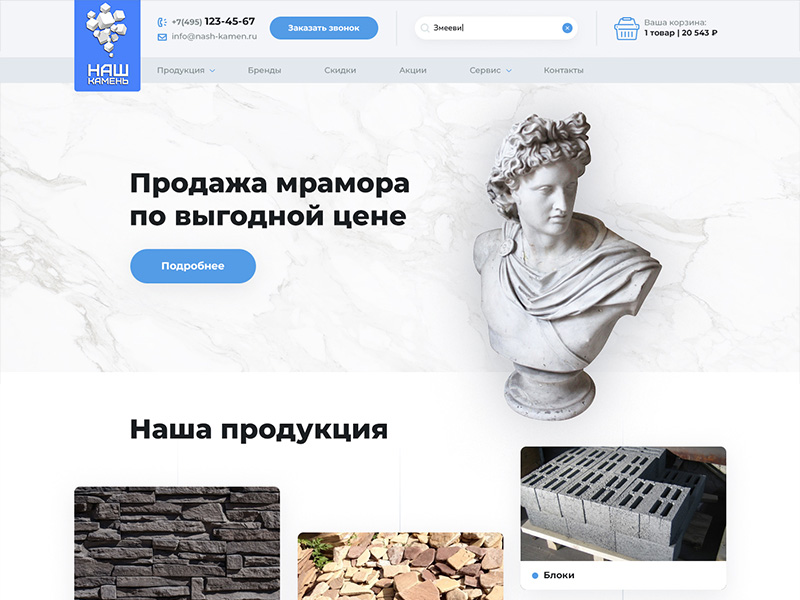 НАШ
КАМЕНЬ
+7(495) 123-45-67
info@nash-kamen.ru
Заказать звонок
Змееви
Ваша корзина:
1 товар | 20 543 ₽
Продукция
Бренды
Скидки
Акции
Сервис
Контакты
Продажа мрамора
по выгодной цене
Подробнее
Наша продукция
Блоки